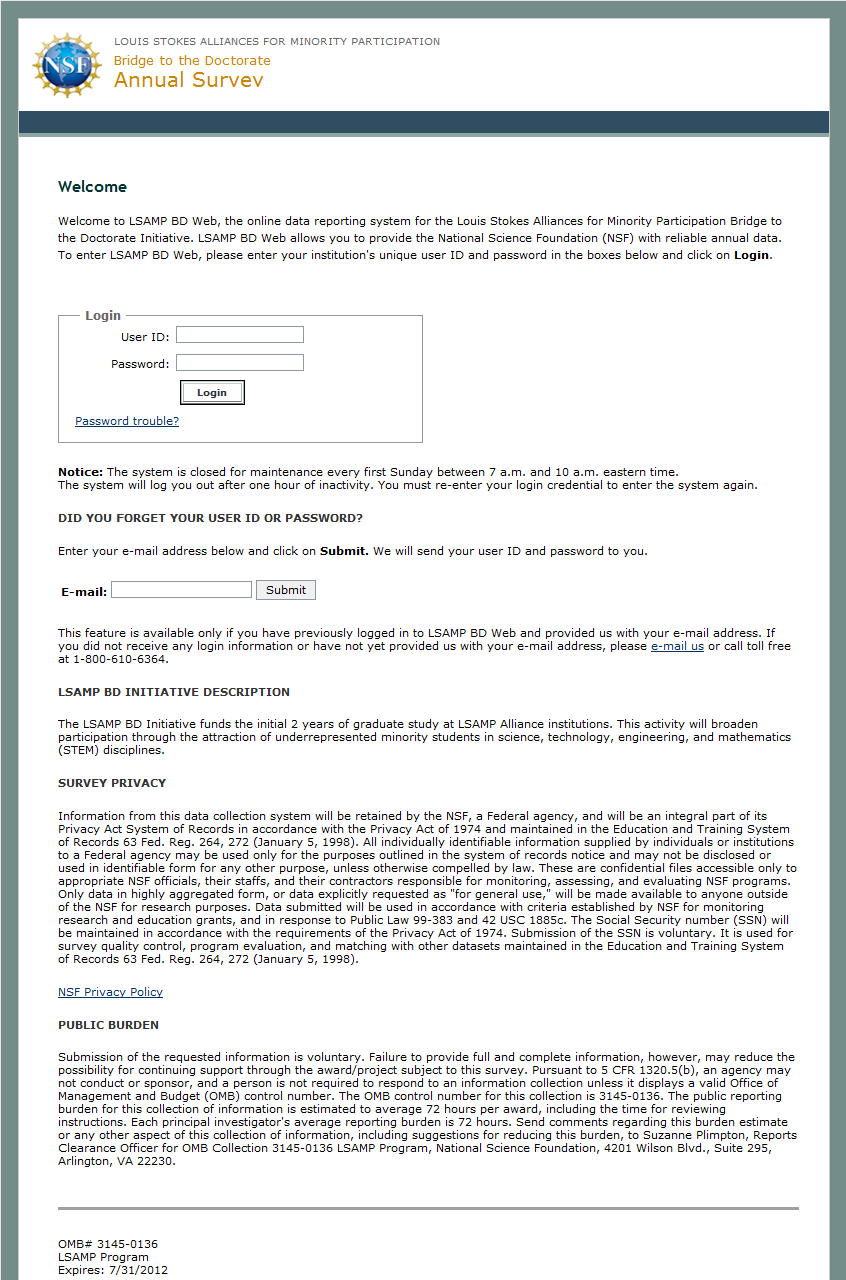 NSF
LOUIS STOKES ALLIANCES FOR MINORITY PARTICIPATION
Bridge to the Doctorate
Annual Survey
Welcome
Welcome to LSAMP BD Web, the online data reporting system for the Louis Stokes Alliances for Minority Participation Bridge to
the Doctorate Initiative. LSAMP BD Web allows you to provide the National Science Foundation (NSF) with reliable annual data.
To enter LSAMP BD Web, please enter your institution's unique user ID and password in the boxes below and click on Login.
Login
User ID:
Password:
Login
Password trouble?
Notice: The system is closed for maintenance every first Sunday between 7 a.m. and 10 a.m. eastern time.
The system will log you out after one hour of inactivity. You must re-enter your login credential to enter the system again.
DID YOU FORGET YOUR USER ID OR PASSWORD?
Enter your e-mail address below and click on Submit. We will send your user ID and password to you.
E-mail: Submit
This feature is available only if you have previously logged in to LSAMP BD Web and provided us with your e-mail address. If
you did not receive any login information or have not yet provided us with your e-mail address, please e-mail us or call toll free
at 1-800-610-6364.
LSAMP BD INITIATIVE DESCRIPTION
The LSAMP BD Initiative funds the initial 2 years of graduate study at LSAMP Alliance institutions. This activity will broaden
participation through the attraction of underrepresented minority students in science, technology, engineering, and mathematics
(STEM) disciplines.
SURVEY PRIVACY
Information from this data collection system will be retained by the NSF, a Federal agency, and will be an integral part of its
Privacy Act System of Records in accordance with the Privacy Act of 1974 and maintained in the Education and Training System
of Records 63 Fed. Reg. 264, 272 (January 5, 1998). All individually identifiable information supplied by individuals or institutions
to a Federal agency may be used only for the purposes outlined in the system of records notice and may not be disclosed or
used in identifiable form for any other purpose, unless otherwise compelled by law. These are confidential files accessible only to
appropriate NSF officials, their staffs, and their contractors responsible for monitoring, assessing, and evaluating NSF programs.
Only data in highly aggregated form, or data explicitly requested as "for general use," will be made available to anyone outside
of the NSF for research purposes. Data submitted will be used in accordance with criteria established by NSF for monitoring
research and education grants, and in response to Public Law 99-383 and 42 USC 1885c. The Social Security number (SSN) will
be maintained in accordance with the requirements of the Privacy Act of 1974. Submission of the SSN is voluntary. It is used for
survey quality control, program evaluation, and matching with other datasets maintained in the Education and Training System
of Records 63 Fed. Reg. 264, 272 (January 5, 1998).
NSF Privacy Policy
PUBLIC BURDEN
Submission of the requested information is voluntary. Failure to provide full and complete information, however, may reduce the
possibility for continuing support through the award/project subject to this survey. Pursuant to 5 CFR 1320.5(b), an agency may
not conduct or sponsor, and a person is not required to respond to an information collection unless it displays a valid Office of
Management and Budget (OMB) control number. The OMB control number for this collection is 3145-0136. The public reporting
burden for this collection of information is estimated to average 72 hours per award, including the time for reviewing
instructions. Each principal investigator's average reporting burden is 72 hours. Send comments regarding this burden estimate
or any other aspect of this collection of information, including suggestions for reducing this burden, to Suzanne Plimpton, Reports
Clearance Officer for OMB Collection 3145-0136 LSAMP Program, National Science Foundation, 4201 Wilson Blvd., Suite 295,
Arlington, VA 22230.
OMB# 3145-0136
LSAMP Program
Expires: 7/31/2012